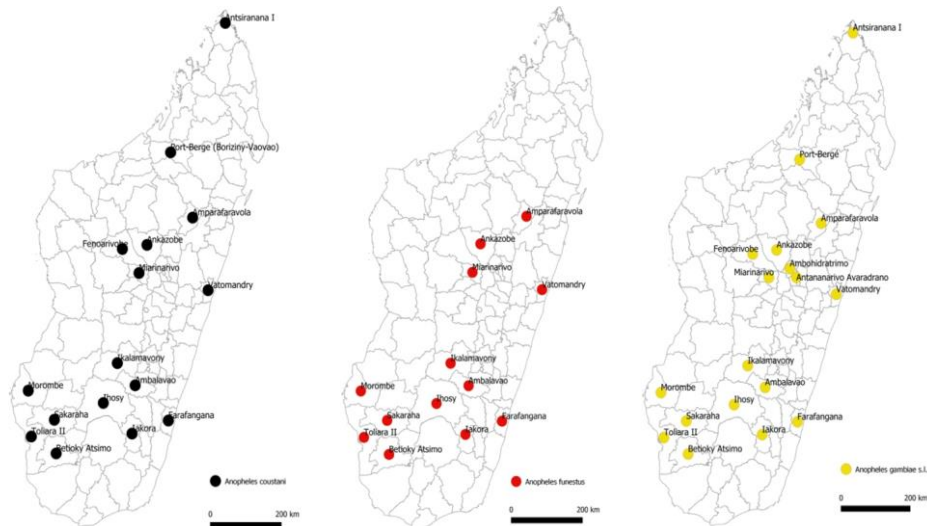 Antsiranana I
Port-Berge (Boriziny-Vaovao)
Amparafaravola
Fenoarivobe
Ankazobe
Miarinarivo
Vatomandry
Ikalamavony
Morombe
Ambalavao
Ihosy
Sakaraha
Farafangana
Toliara II
Iakora
Betioky Atsimo
Anopheles coustani
0
200 km
Amparafaravola
Ankazobe
Miarinarivo
Vatomandry
Ikalamavony
Morombe
Ambalavao
Ihosy
Sakaraha
Farafangana
Toliara II
Iakora
Betioky Atsimo
Anopheles funestus
0
200 km
Antsiranana I
Port-Bergé
Amparafaravola
Fenoarivobe
Ankazobe
Ambohidratrimo
Miarinarivo
Antananarivo Avaradrano
Vatomandry
Ikalamavony
Morombe
Ambalavao
Ihosy
Sakaraha
Farafangana
Toliara II
Iakora
Betioky Atsimo
Anopheles gambiae s.l.
0
200 km